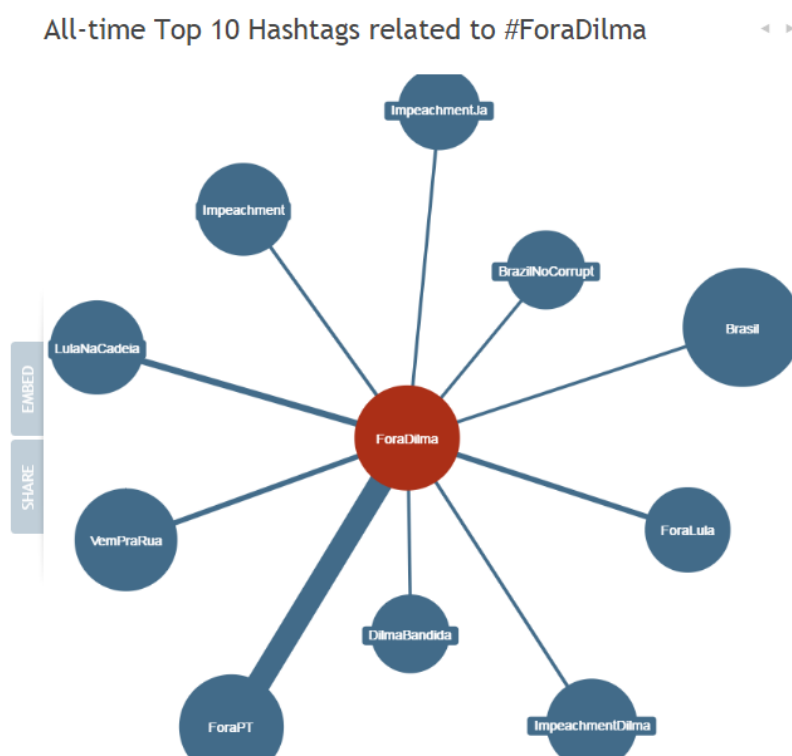 All-time Top 10 Hashtags related to #ForaDilma
ImpeachmentJa
Impeachment
BrazilNoCorrupt
Brasil
LulaNaCadeia
EMBED
ForaDilma
SHARE
VemPraRua
ForaLula
DilmaBandida
ForaPT
ImpeachmentDilma